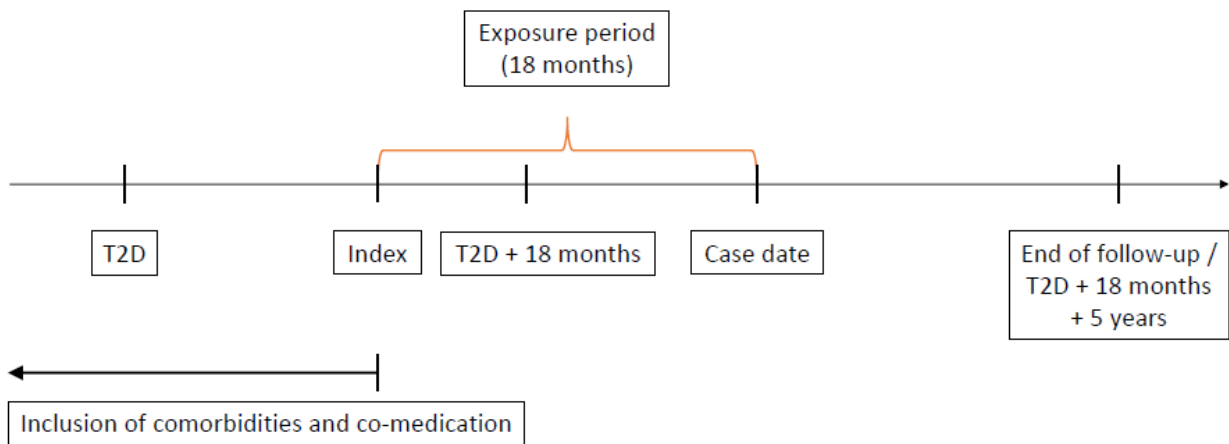 Exposure period
(18 months)
T2D
Index
T2D + 18 months
Case date
End of follow-up /
T2D + 18 months
+ 5 years
Inclusion of comorbidities and co-medication